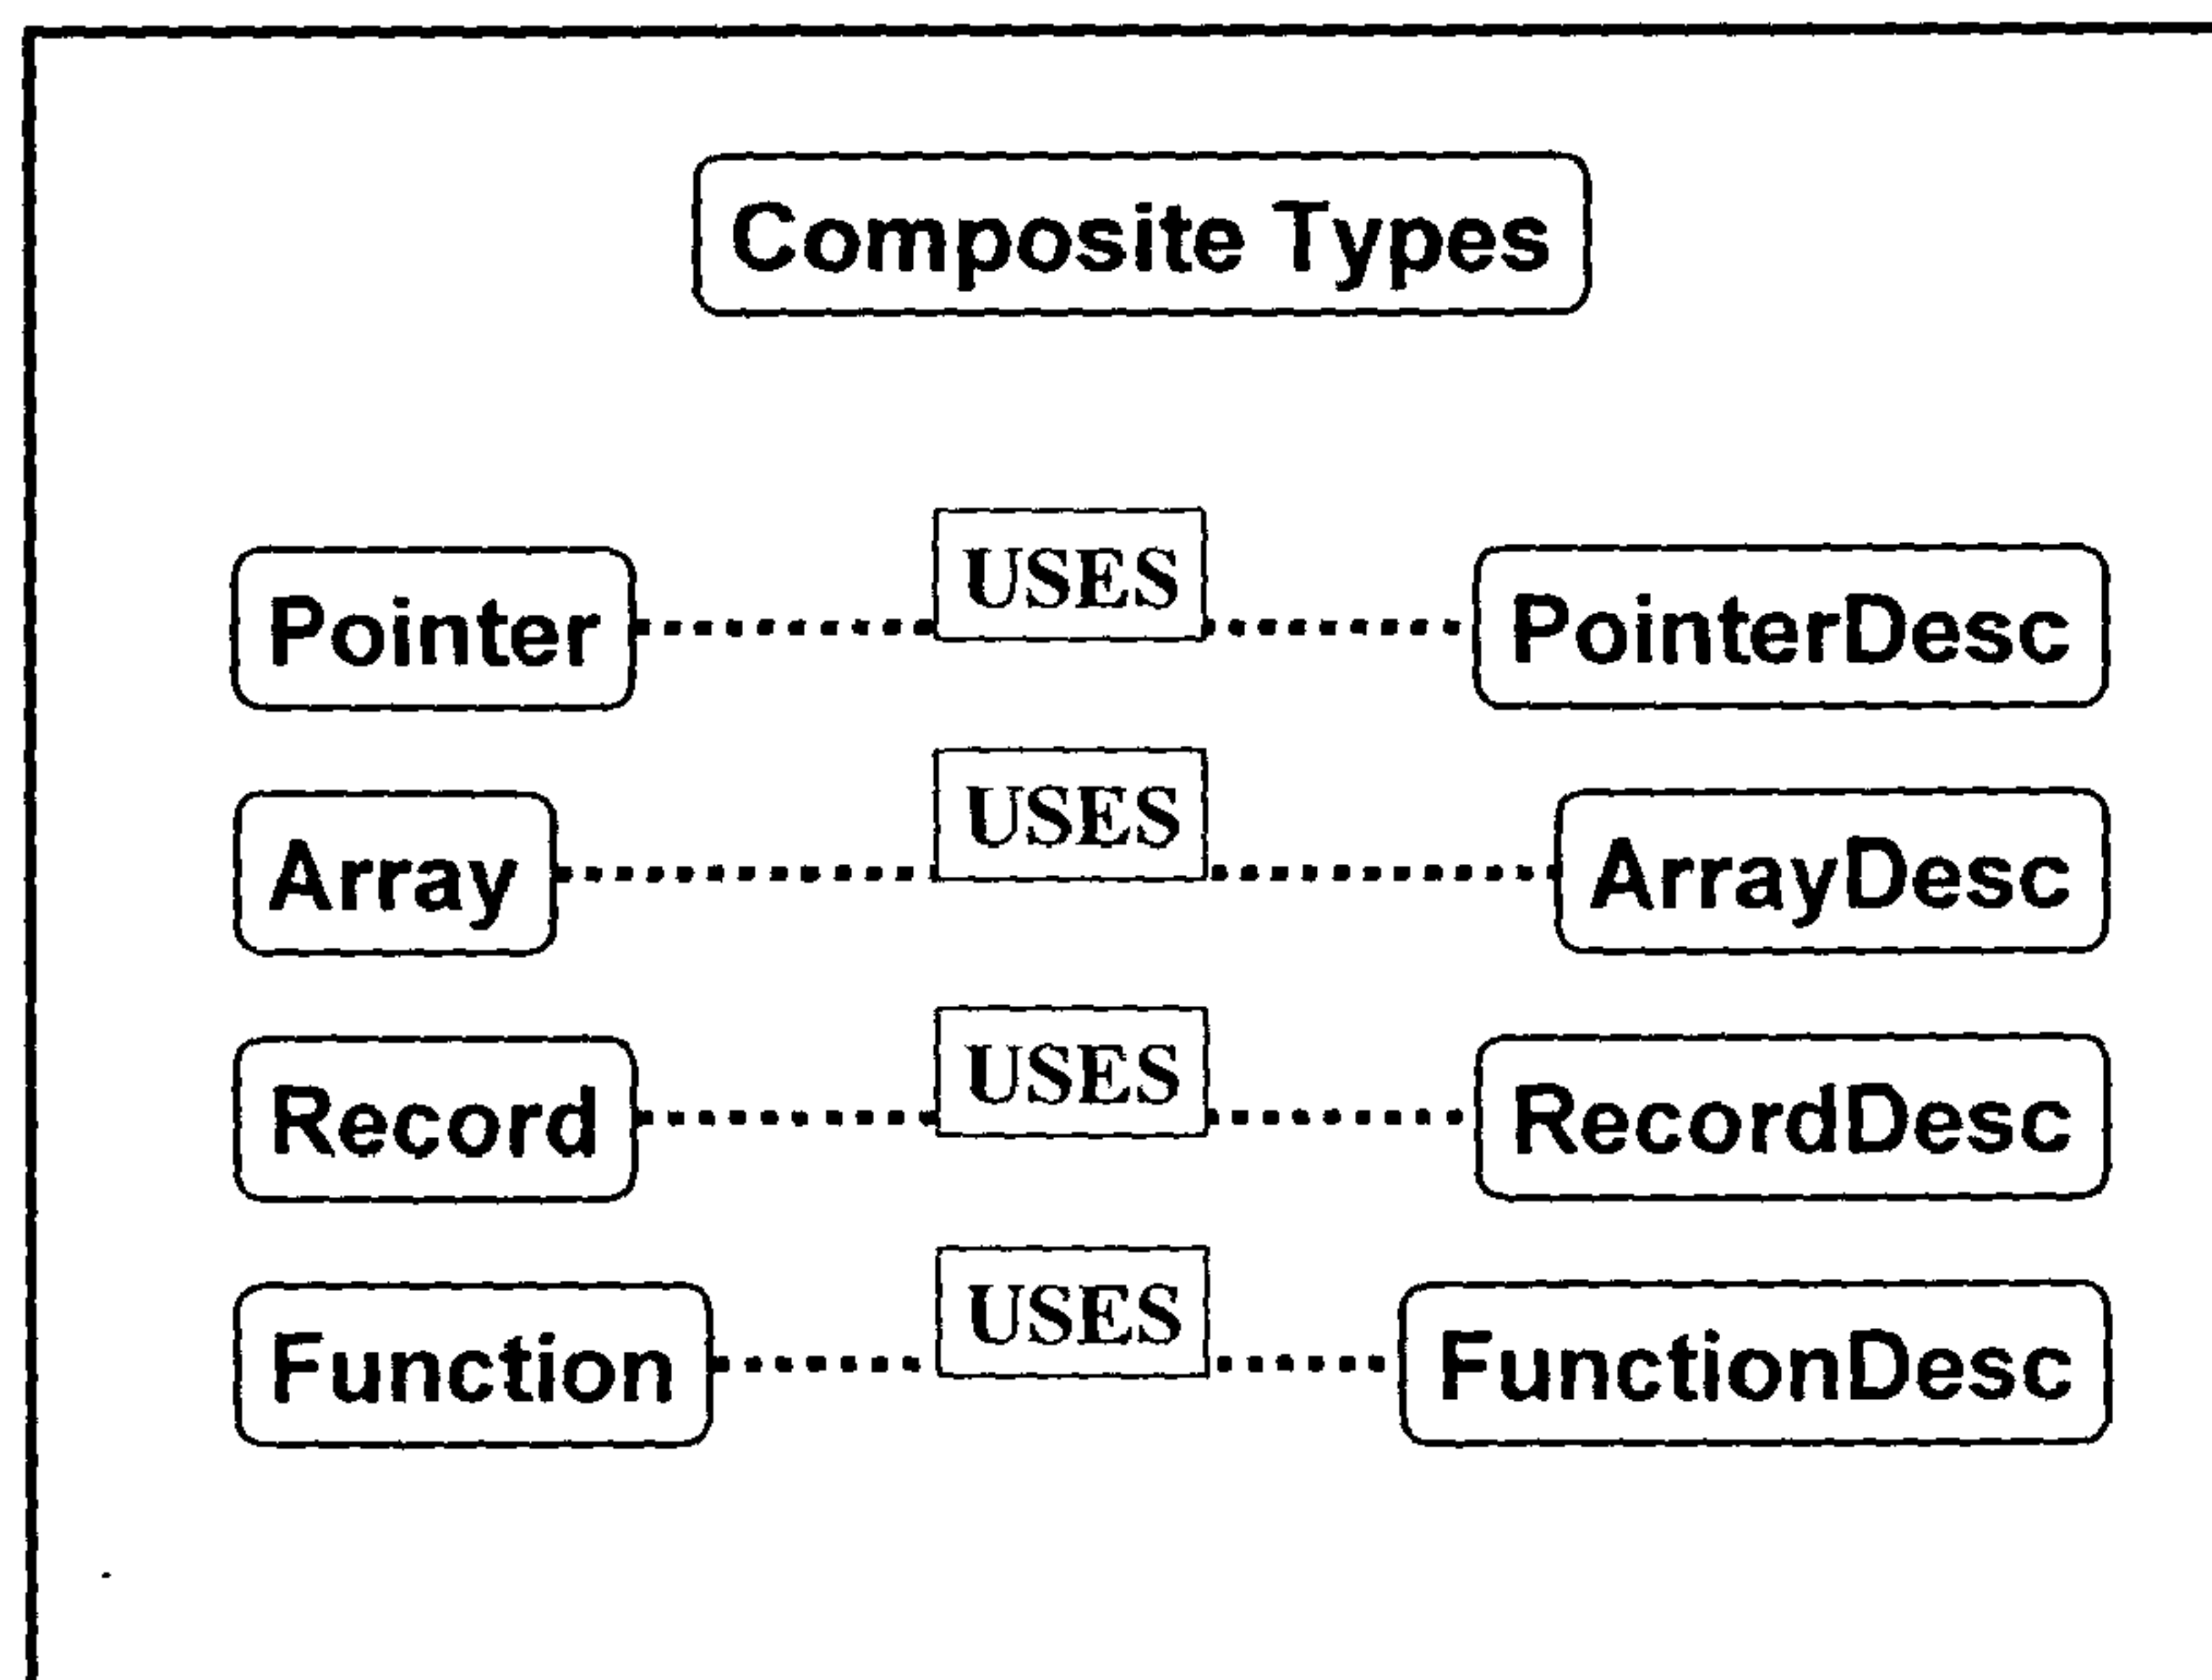 Composite Types
Pointer USES PointerDesc
Array USES ArrayDesc
Record USES RecordDesc
Function USES FunctionDesc